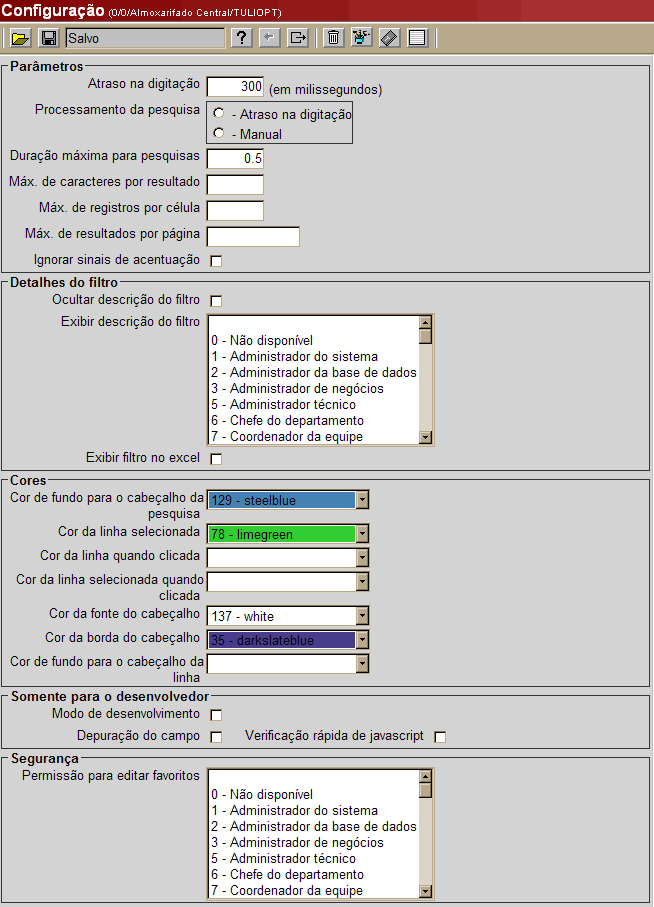 Configuração (0/0/Almoxarifado Central/TULIOPT)
Salvo ?
Parâmetros
Atraso na digitação 300 (em milissegundos)
Processamento da pesquisa - Atraso na digitação
- Manual
Duração máxima para pesquisas 0.5
Máx. de caracteres por resultado
Máx. de registros por célula
Máx. de resultados por página
Ignorar sinais de acentuação
Detalhes do filtro
Ocultar descrição do filtro
Exibir descrição do filtro
0 - Não disponível
1 - Administrador do sistema
2 - Administrador da base de dados
3 - Administrador de negócios
5 - Administrador técnico
6 - Chefe do departamento
7 - Coordenador da equipe
Exibir filtro no excel
Cores
Cor de fundo para o cabeçalho da
pesquisa
129 - steelblue
Cor da linha selecionada 78 - limegreen
Cor da linha quando clicada
Cor da linha selecionada quando
clicada
Cor da fonte do cabeçalho 137 - white
Cor da borda do cabeçalho 35 - darkslateblue
Cor de fundo para o cabeçalho da
linha
Somente para o desenvolvedor
Modo de desenvolvimento
Depuração do campo Verificação rápida de javascript
Segurança
Permissão para editar favoritos
0 - Não disponível
1 - Administrador do sistema
2 - Administrador da base de dados
3 - Administrador de negócios
5 - Administrador técnico
6 - Chefe do departamento
7 - Coordenador da equipe